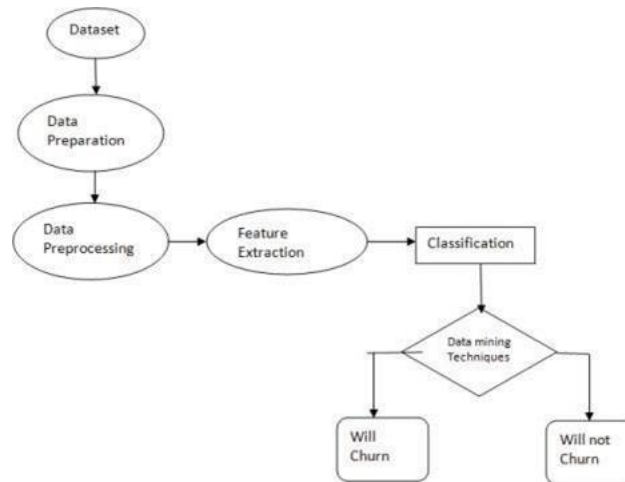 Dataset
Data
Preparation
Data
Preprocessing
Feature
Extraction
Classification
Data mining
Techniques
Will
Churn
Will not
Churn